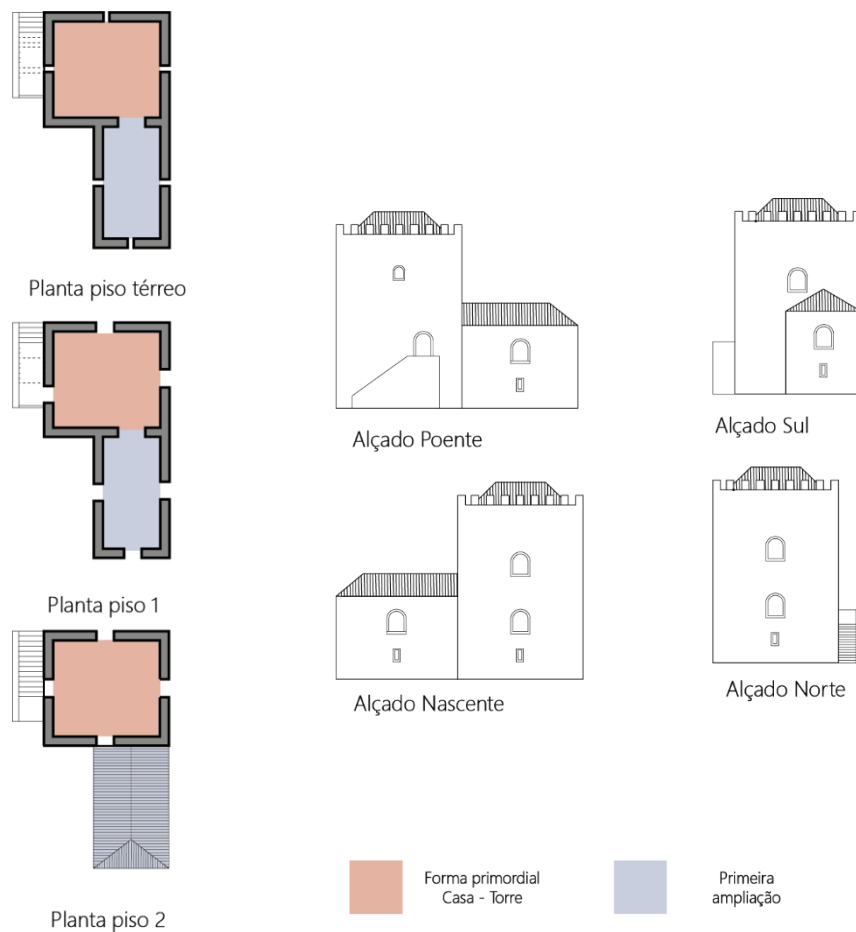 Planta piso térreo
Planta piso 1
Planta piso 2
Alçado Poente
Alçado Sul
Alçado Nascente
Alçado Norte
Forma primordial
Casa - Torre
Primeira
ampliação